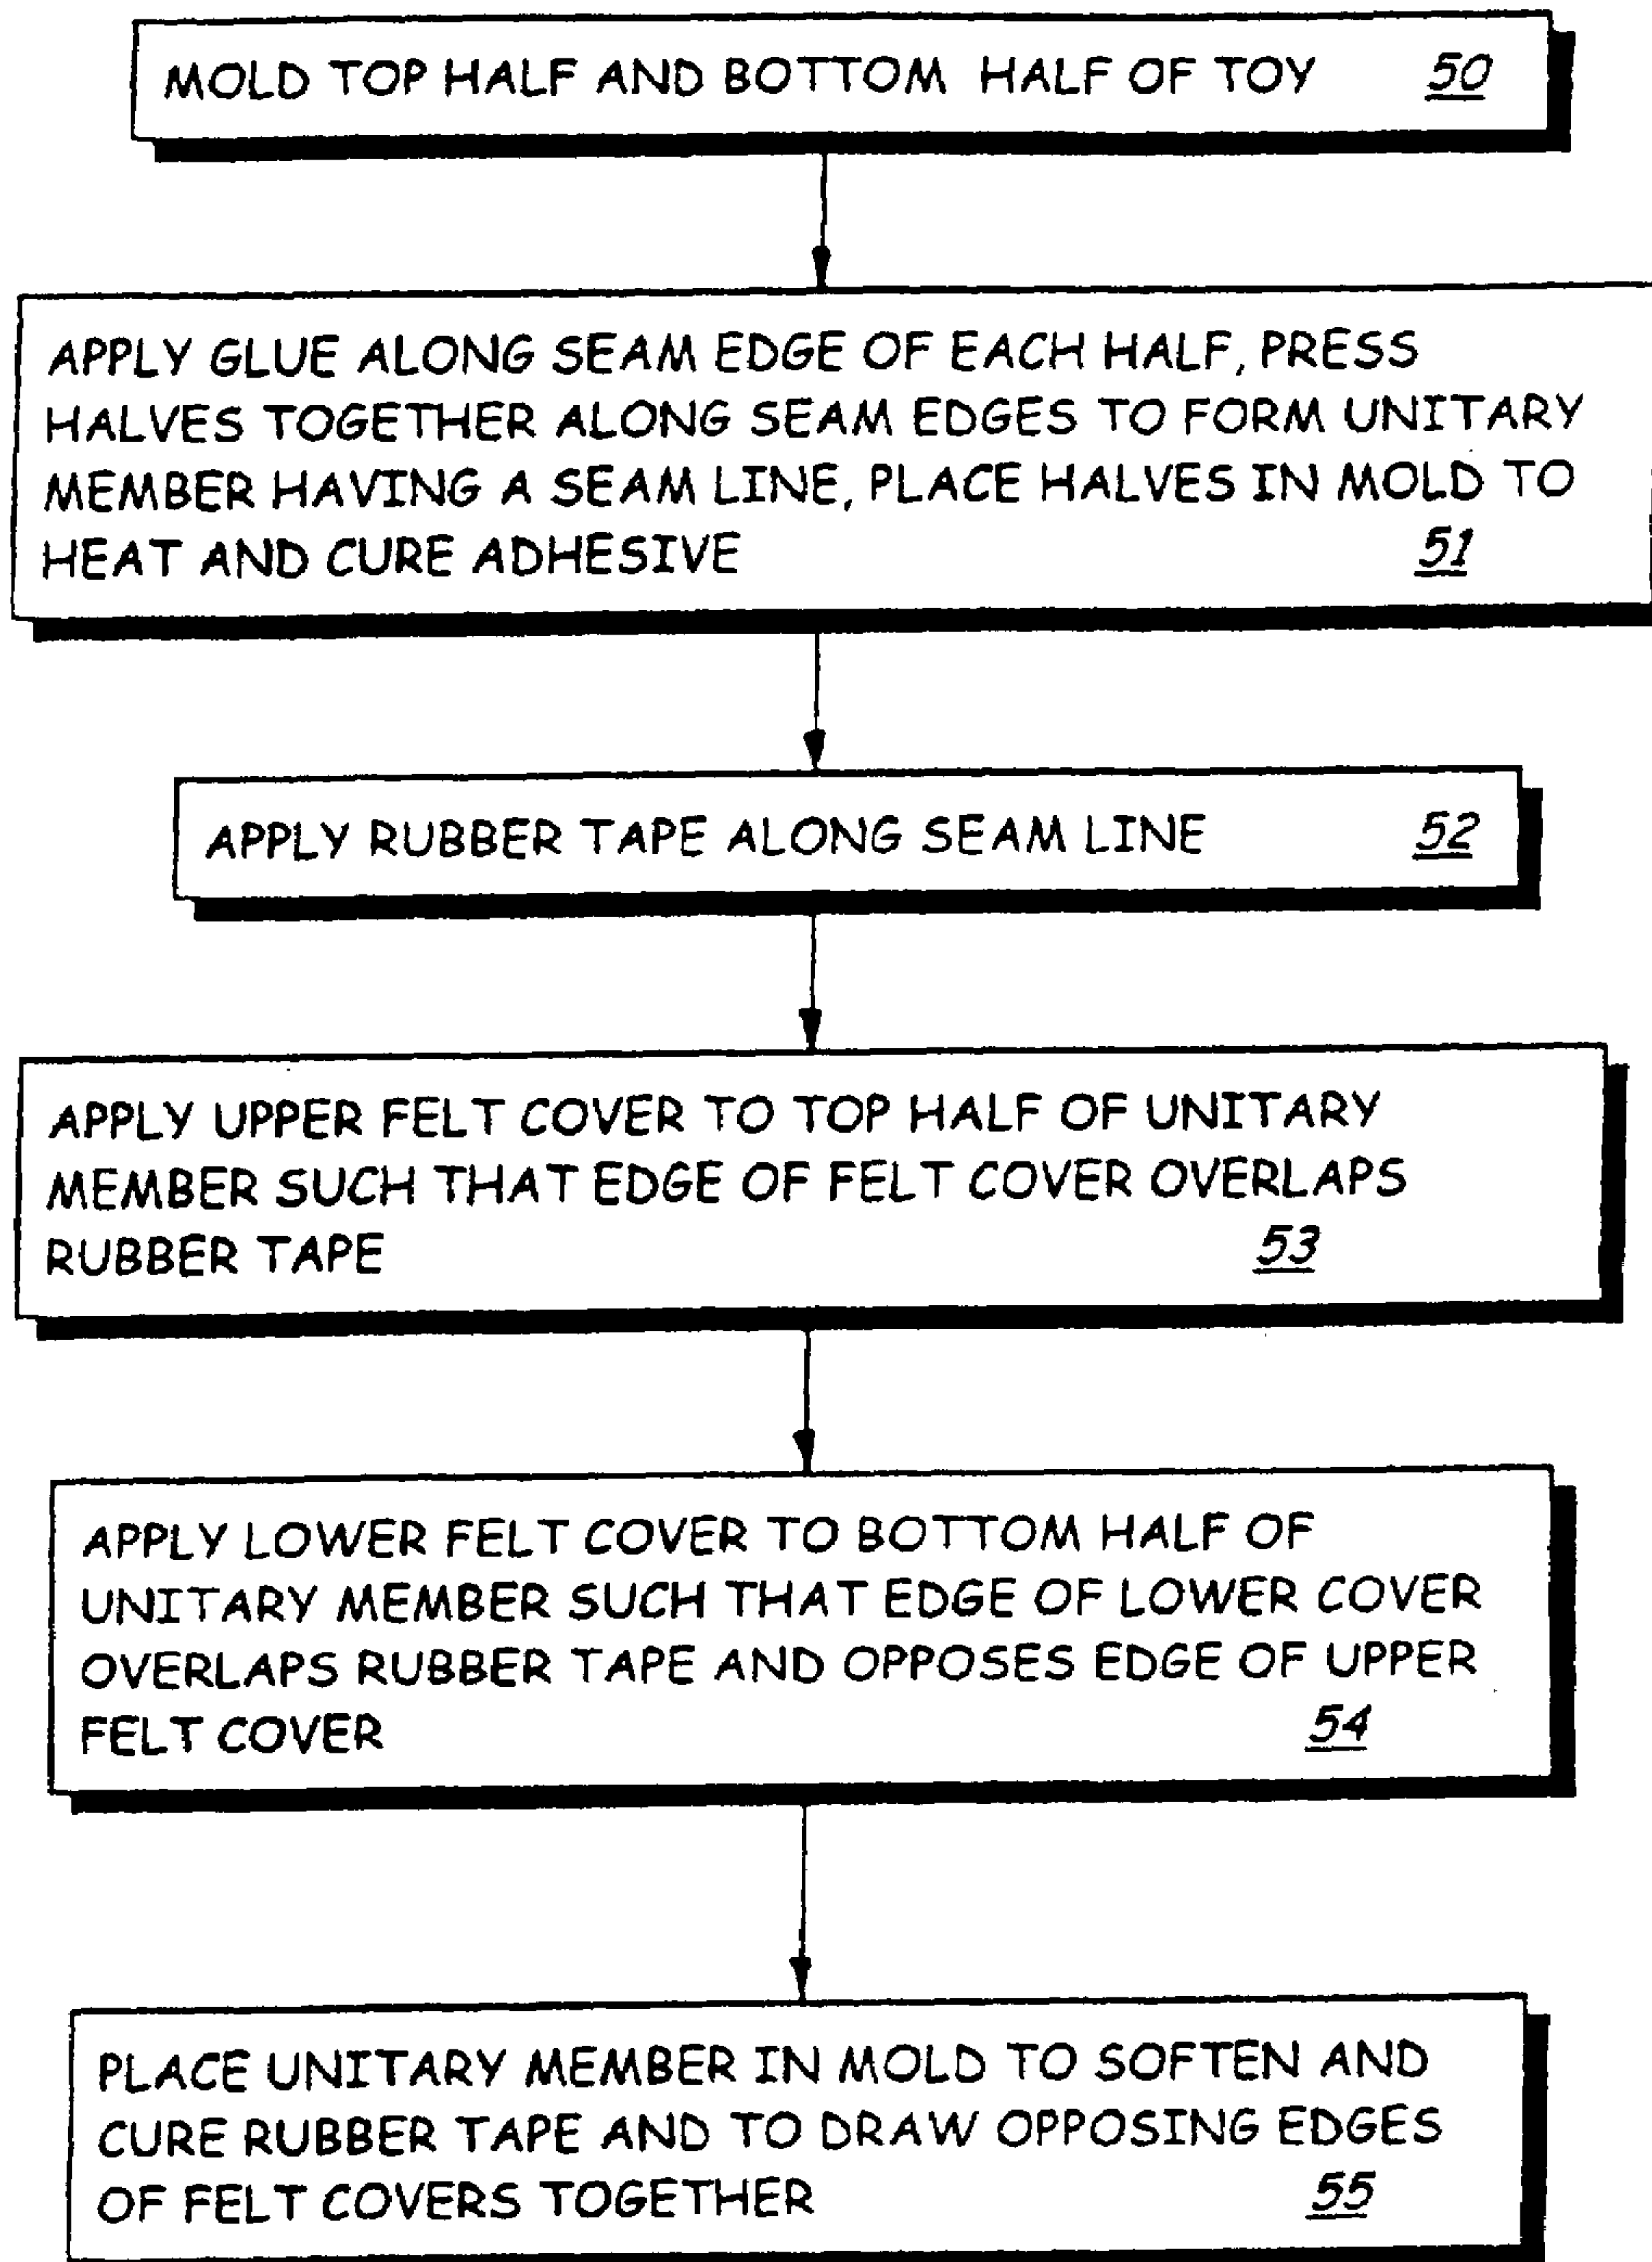 MOLD TOP HALF AND BOTTOM HALF OF TOY 50
APPLY GLUE ALONG SEAM EDGE OF EACH HALF, PRESS
HALVES TOGETHER ALONG SEAM EDGES TO FORM UNITARY
MEMBER HAVING A SEAM LINE, PLACE HALVES IN MOLD TO
HEAT AND CURE ADHESIVE 51
APPLY RUBBER TAPE ALONG SEAM LINE 52
APPLY UPPER FELT COVER TO TOP HALF OF UNITARY
MEMBER SUCH THAT EDGE OF FELT COVER OVERLAPS
RUBBER TAPE 53
APPLY LOWER FELT COVER TO BOTTOM HALF OF
UNITARY MEMBER SUCH THAT EDGE OF LOWER COVER
OVERLAPS RUBBER TAPE AND OPPOSES EDGE OF UPPER
FELT COVER 54
PLACE UNITARY MEMBER IN MOLD TO SOFTEN AND
CURE RUBBER TAPE AND TO DRAW OPPOSING EDGES
OF FELT COVERS TOGETHER 55